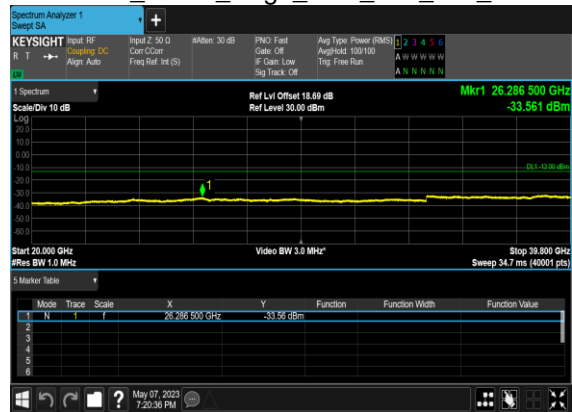 Spectrum Analyzer 1
Swept SA
+
KEYSIGHT
R T
LW
Input: RF
Coupling: DC
Align: Auto
Input Z: 50 Ω
Corr CCorr
Freq Ref: Int (S)
#Atten: 30 dB
PNO: Fast
Gate: Off
IF Gain: Low
Sig Track: Off
Avg Type: Power (RMS)
Avg|Hold: 100/100
Trig: Free Run
1 2 3 4 5 6
A W W W W W
A N N N N N
1 Spectrum
Scale/Div 10 dB
Ref Lvl Offset 18.69 dB
Ref Level 30.00 dBm
Mkr1 26.286 500 GHz
-33.561 dBm
Log
20.0
10.0
0.00
-10.0
-20.0
-30.0
-40.0
-50.0
-60.0
DL1 -13.00 dBm
1
Start 20.000 GHz
#Res BW 1.0 MHz
Video BW 3.0 MHz*
Stop 39.800 GHz
Sweep 34.7 ms (40001 pts)
5 Marker Table
Mode Trace Scale X Y Function Function Width Function Value
1 N 1 f 26.286 500 GHz -33.56 dBm
2
3
4
5
6
?
May 07, 2023
7:20:36 PM